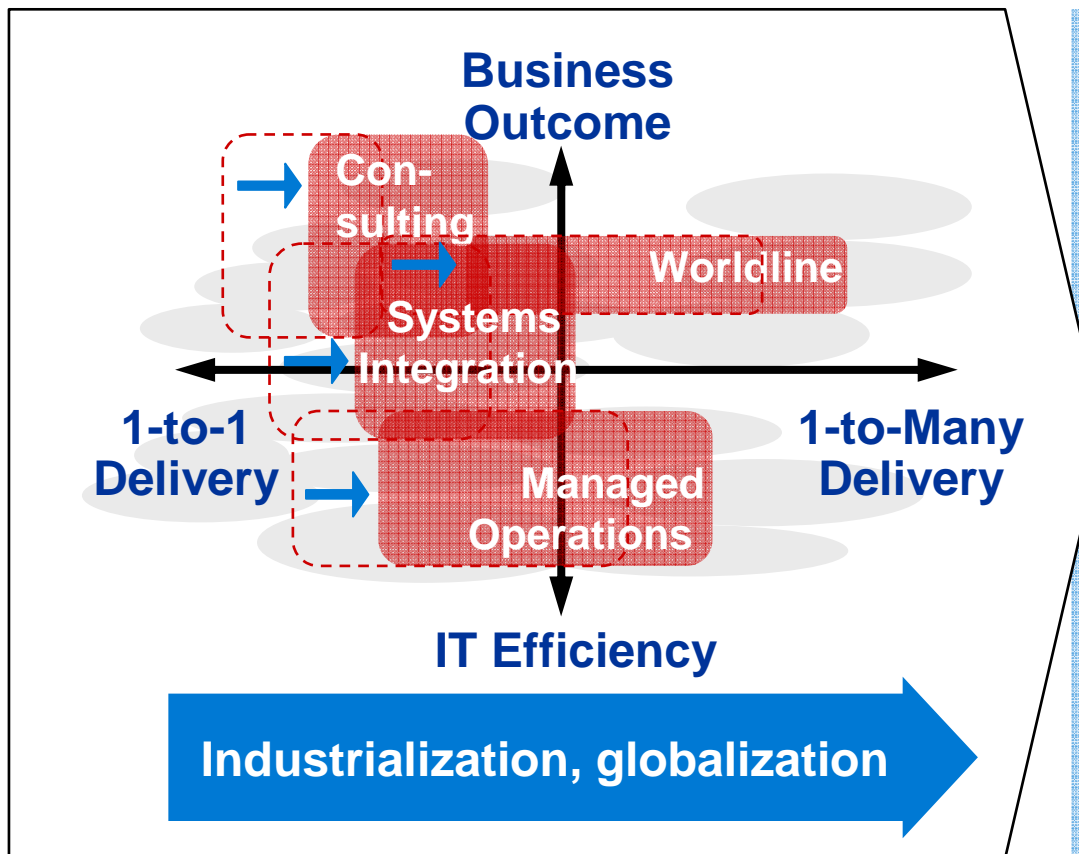 Business
Outcome
Con-
sulting
Worldline
Systems
Integration
1-to-1
Delivery
1-to-Many
Delivery
Managed
Operations
IT Efficiency
Industrialization, globalization